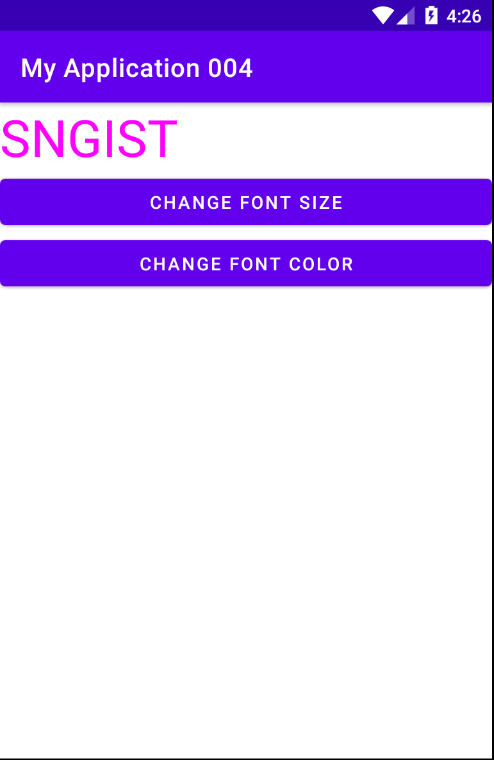 4:26
My Application 004
SNGIST
CHANGE FONT SIZE
CHANGE FONT COLOR